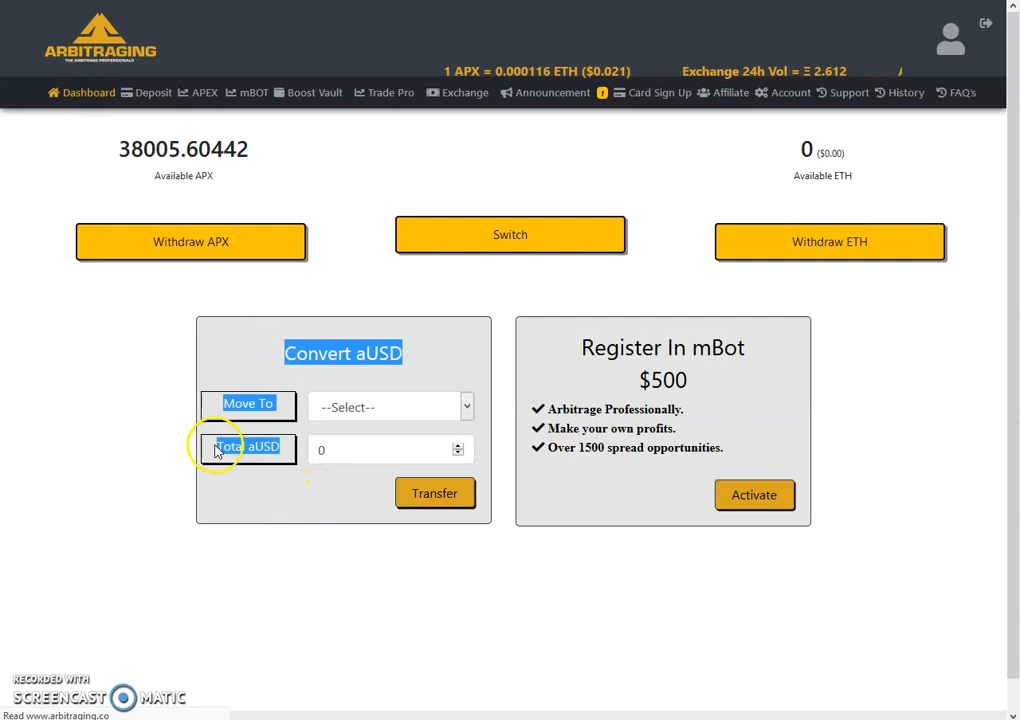 ARBITRAGING
THE ARBITRAGE PROFESSIONALS
1 APX = 0.000116 ETH ($0.021) Exchange 24h Vol = Ξ 2.612
Dashboard Deposit APEX mBOT Boost Vault Trade Pro Exchange Announcement 1 Card Sign Up Affiliate Account Support History FAQ's
38005.60442
Available APX
0 ($0.00)
Available ETH
Withdraw APX
Switch
Withdraw ETH
Convert aUSD
Move To
--Select--
Total aUSD
0
Transfer
Register In mBot
$500
Arbitrage Professionally.
Make your own profits.
Over 1500 spread opportunities.
Activate
RECORDED WITH
SCREENCAST MATIC
Read www.arbitraging.co